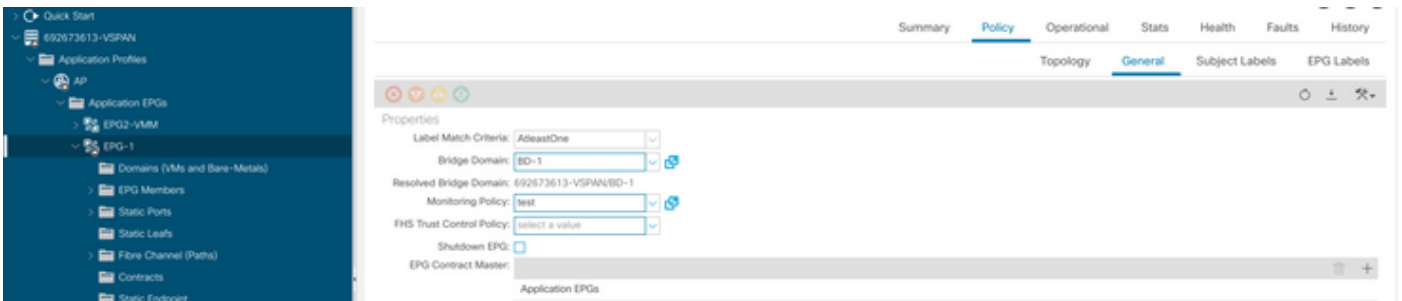 Quick Start
692673613-VSPAN
Application Profiles
AP
Application EPGs
EPG2-VMM
EPG-1
Domains (VMs and Bare-Metals)
EPG Members
Static Ports
Static Leafs
Fibre Channel (Paths)
Contracts
Static Endpoint
Summary Policy Operational Stats Health Faults History
Topology General Subject Labels EPG Labels
Properties
Label Match Criteria: AtleastOne
Bridge Domain: BD-1
Resolved Bridge Domain: 692673613-VSPAN/BD-1
Monitoring Policy: test
FHS Trust Control Policy: select a value
Shutdown EPG:
EPG Contract Master:
Application EPGs